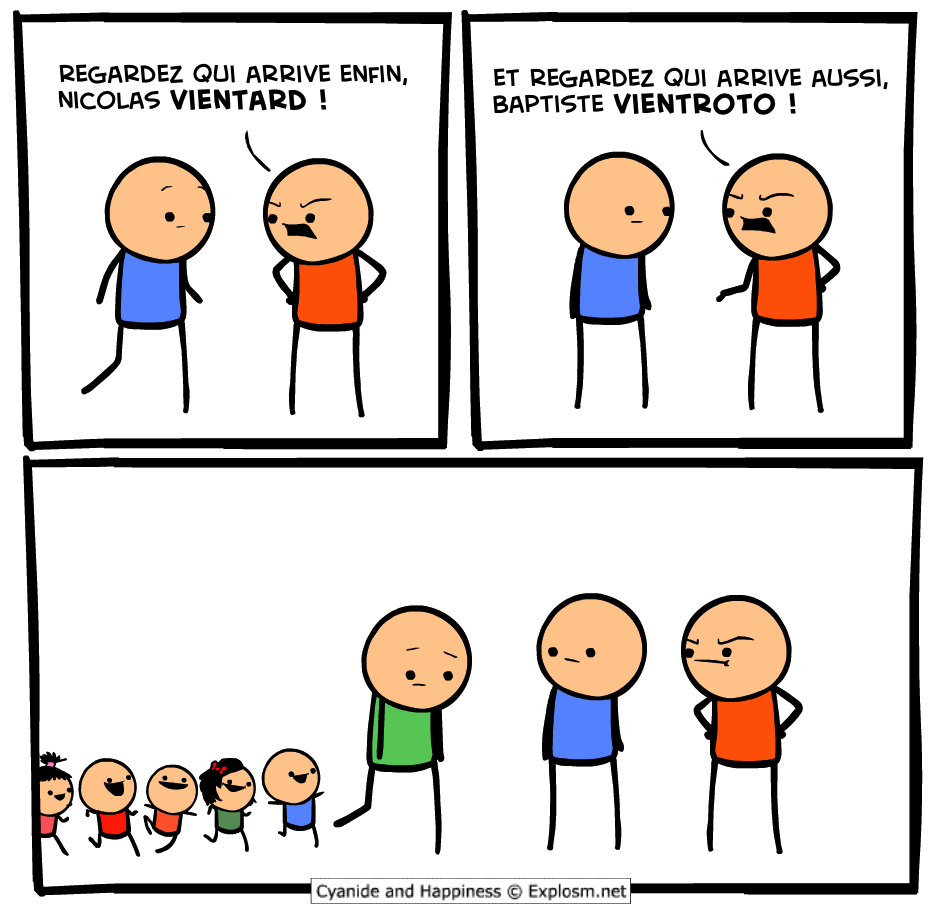 REGARDEZ QUI ARRIVE ENFIN,
NICOLAS VIENTARD !
ET REGARDEZ QUI ARRIVE AUSSI,
BAPTISTE VIENTROTO !
Cyanide and Happiness © Explosm.net